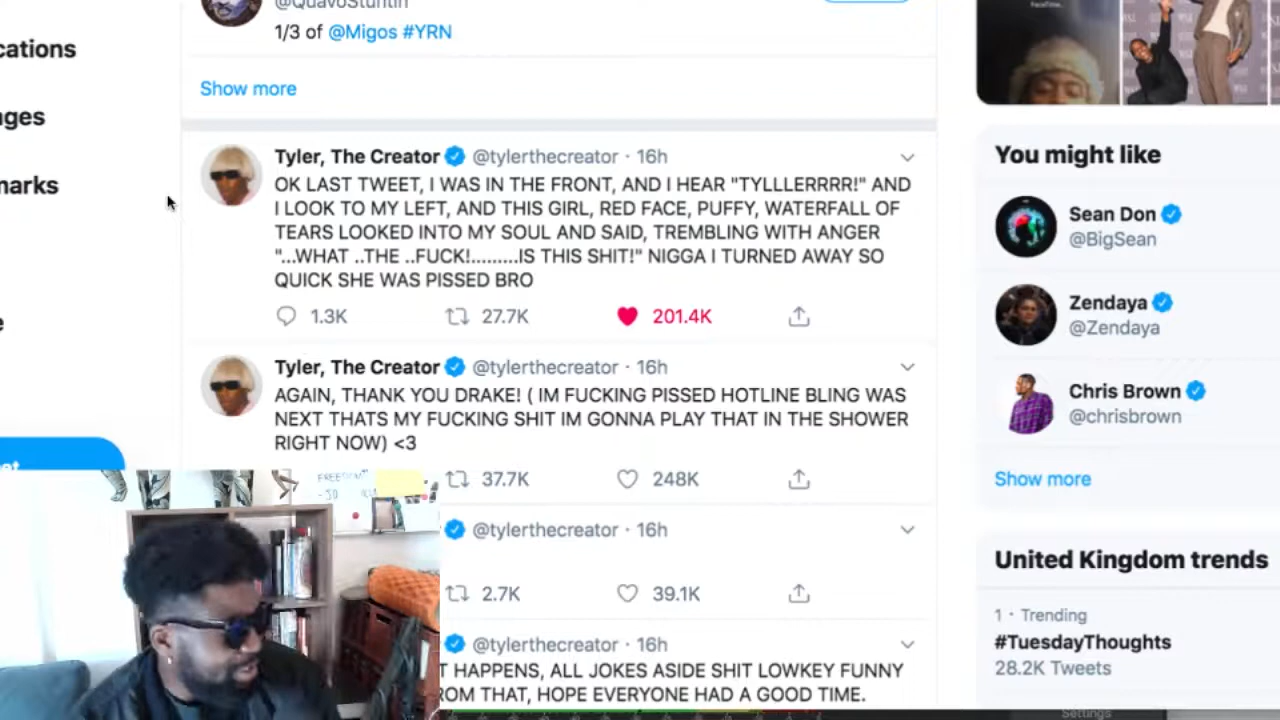 @QuavoStuntin
1/3 of @Migos #YRN
cations
Show more
ages
marks
Tyler, The Creator @tylerthecreator · 16h
OK LAST TWEET, I WAS IN THE FRONT, AND I HEAR "TYLLLERRRR!" AND
I LOOK TO MY LEFT, AND THIS GIRL, RED FACE, PUFFY, WATERFALL OF
TEARS LOOKED INTO MY SOUL AND SAID, TREMBLING WITH ANGER
"...WHAT ..THE ..FUCK!.........IS THIS SHIT!" NIGGA I TURNED AWAY SO
QUICK SHE WAS PISSED BRO
1.3K 27.7K 201.4K
Tyler, The Creator @tylerthecreator · 16h
AGAIN, THANK YOU DRAKE! ( IM FUCKING PISSED HOTLINE BLING WAS
NEXT THATS MY FUCKING SHIT IM GONNA PLAY THAT IN THE SHOWER
RIGHT NOW) <3
37.7K 248K
@tylerthecreator · 16h
2.7K 39.1K
@tylerthecreator · 16h
T HAPPENS, ALL JOKES ASIDE SHIT LOWKEY FUNNY
ROM THAT, HOPE EVERYONE HAD A GOOD TIME.
You might like
Sean Don
@BigSean
Zendaya
@Zendaya
Chris Brown
@chrisbrown
Show more
United Kingdom trends
1 · Trending
#TuesdayThoughts
28.2K Tweets
Settings